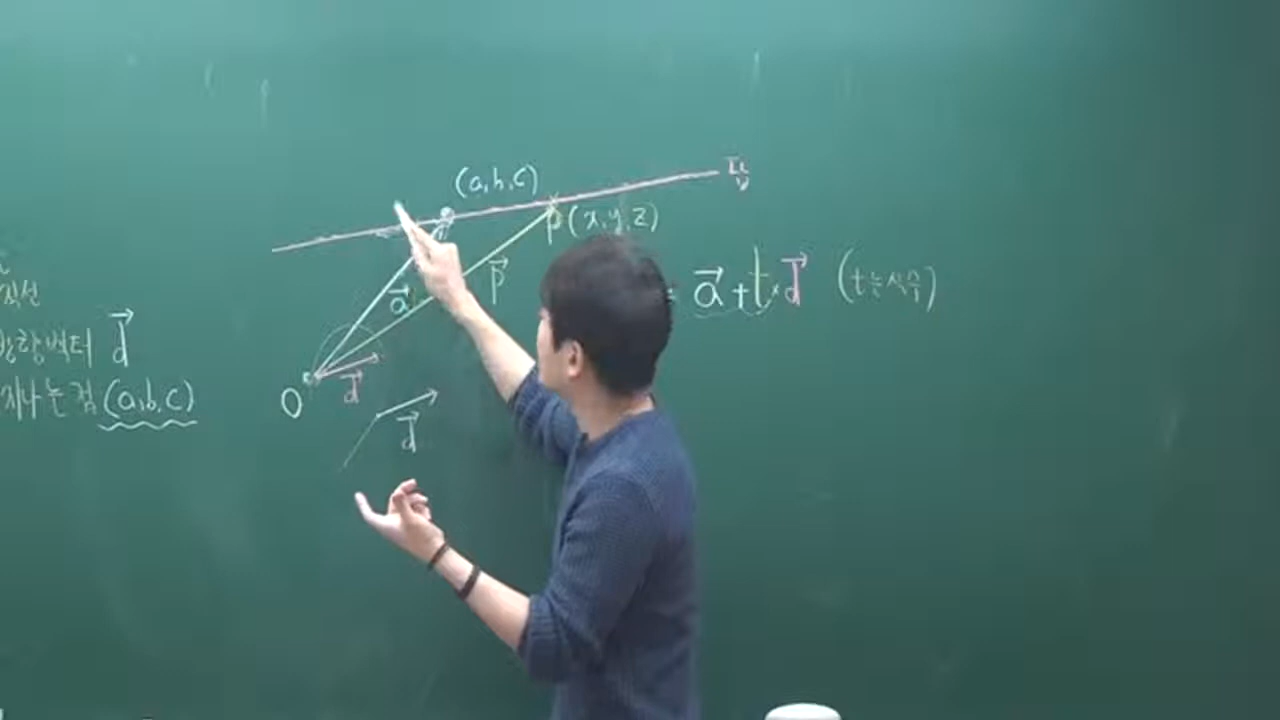 (a,b,c)
P(x,y,z)
p⃗
a⃗
= a⃗+t·d⃗ (t는 실수)
직선
방향벡터 d⃗
지나는 점 (a,b,c)
O
d⃗
d⃗